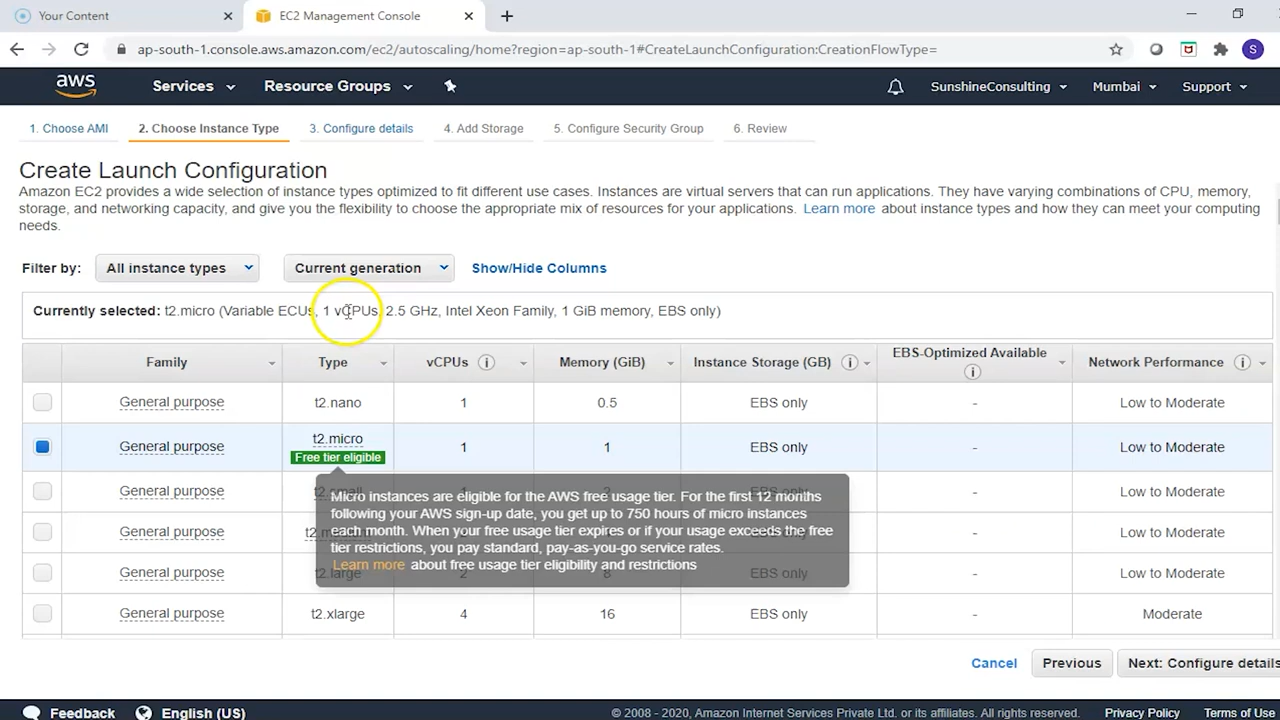 Your Content
EC2 Management Console
ap-south-1.console.aws.amazon.com/ec2/autoscaling/home?region=ap-south-1#CreateLaunchConfiguration:CreationFlowType=
S
aws Services Resource Groups SunshineConsulting Mumbai Support
1. Choose AMI 2. Choose Instance Type 3. Configure details 4. Add Storage 5. Configure Security Group 6. Review
Create Launch Configuration
Amazon EC2 provides a wide selection of instance types optimized to fit different use cases. Instances are virtual servers that can run applications. They have varying combinations of CPU, memory,
storage, and networking capacity, and give you the flexibility to choose the appropriate mix of resources for your applications. Learn more about instance types and how they can meet your computing
needs.
Filter by: All instance types Current generation Show/Hide Columns
Currently selected: t2.micro (Variable ECUs, 1 vCPUs, 2.5 GHz, Intel Xeon Family, 1 GiB memory, EBS only)
Family Type vCPUs Memory (GiB) Instance Storage (GB) EBS-Optimized Available Network Performance
General purpose t2.nano 1 0.5 EBS only - Low to Moderate
General purpose t2.micro 1 1 EBS only - Low to Moderate
Free tier eligible
General purpose EBS only - Low to Moderate
General purpose EBS only - Low to Moderate
General purpose t2.large 8 EBS only - Low to Moderate
General purpose t2.xlarge 4 16 EBS only - Moderate
Micro instances are eligible for the AWS free usage tier. For the first 12 months
following your AWS sign-up date, you get up to 750 hours of micro instances
each month. When your free usage tier expires or if your usage exceeds the free
tier restrictions, you pay standard, pay-as-you-go service rates.
Learn more about free usage tier eligibility and restrictions
Cancel Previous Next: Configure details
Feedback English (US) © 2008 - 2020, Amazon Internet Services Private Ltd. or its affiliates. All rights reserved. Privacy Policy Terms of Use